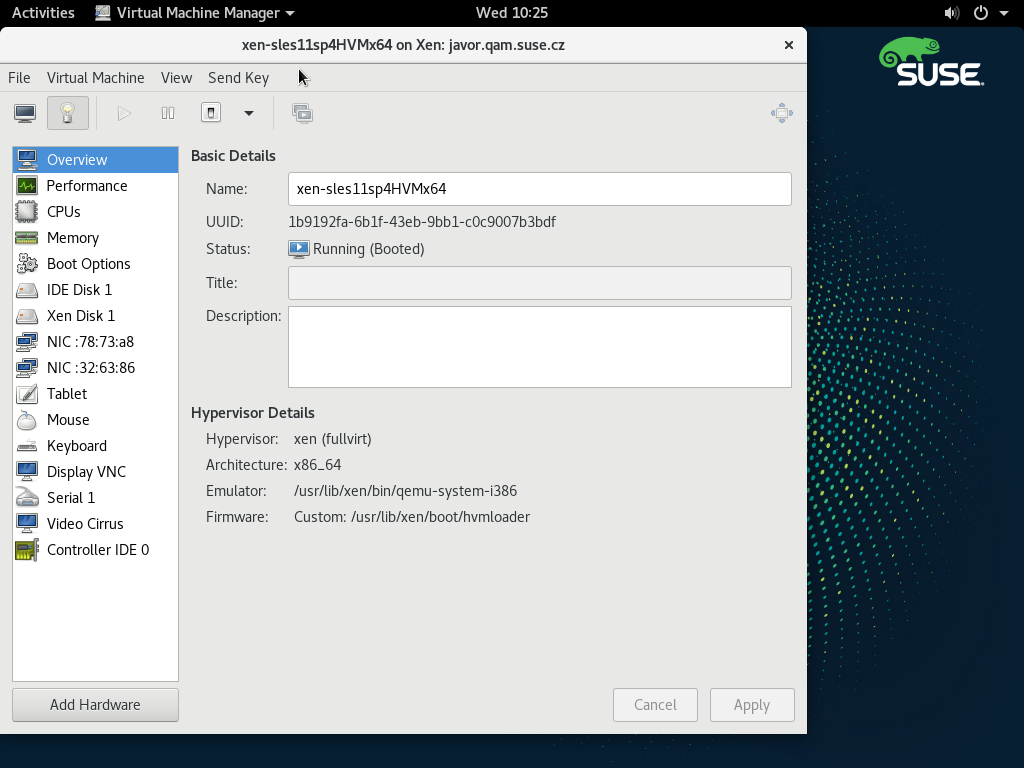 Activities Virtual Machine Manager Wed 10:25
xen-sles11sp4HVMx64 on Xen: javor.qam.suse.cz
SUSE
File Virtual Machine View Send Key
Overview
Performance
CPUs
Memory
Boot Options
IDE Disk 1
Xen Disk 1
NIC :78:73:a8
NIC :32:63:86
Tablet
Mouse
Keyboard
Display VNC
Serial 1
Video Cirrus
Controller IDE 0
Add Hardware
Basic Details
Name: xen-sles11sp4HVMx64
UUID: 1b9192fa-6b1f-43eb-9bb1-c0c9007b3bdf
Status: Running (Booted)
Title:
Description:
Hypervisor Details
Hypervisor: xen (fullvirt)
Architecture: x86_64
Emulator: /usr/lib/xen/bin/qemu-system-i386
Firmware: Custom: /usr/lib/xen/boot/hvmloader
Cancel Apply